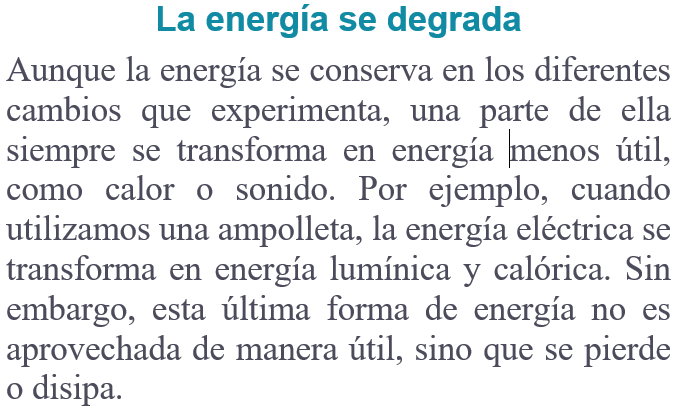 La energía se degrada
Aunque la energía se conserva en los diferentes
cambios que experimenta, una parte de ella
siempre se transforma en energía menos útil,
como calor o sonido. Por ejemplo, cuando
utilizamos una ampolleta, la energía eléctrica se
transforma en energía lumínica y calórica. Sin
embargo, esta última forma de energía no es
aprovechada de manera útil, sino que se pierde
o disipa.